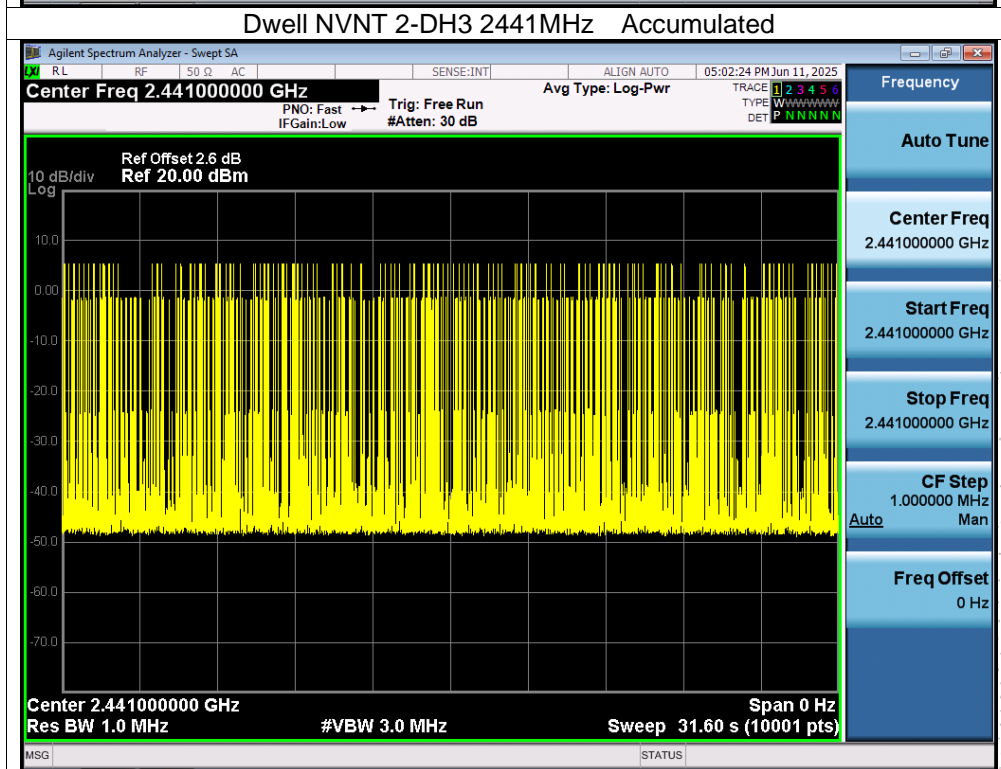 Dwell NVNT 2-DH3 2441MHz    Accumulated
Agilent Spectrum Analyzer - Swept SA
LXI RL RF 50 Ω AC SENSE:INT ALIGN AUTO 05:02:24 PM Jun 11, 2025
Center Freq 2.441000000 GHz
Avg Type: Log-Pwr
TRACE 1 2 3 4 5 6
PNO: Fast
Trig: Free Run
TYPE WWWWWW
IFGain:Low
#Atten: 30 dB
DET P N N N N N
Ref Offset 2.6 dB
10 dB/div Ref 20.00 dBm
Log
10.0
0.00
-10.0
-20.0
-30.0
-40.0
-50.0
-60.0
-70.0
Center 2.441000000 GHz Span 0 Hz
Res BW 1.0 MHz #VBW 3.0 MHz Sweep 31.60 s (10001 pts)
MSG STATUS
Frequency
Auto Tune
Center Freq
2.441000000 GHz
Start Freq
2.441000000 GHz
Stop Freq
2.441000000 GHz
CF Step
1.000000 MHz
Auto Man
Freq Offset
0 Hz